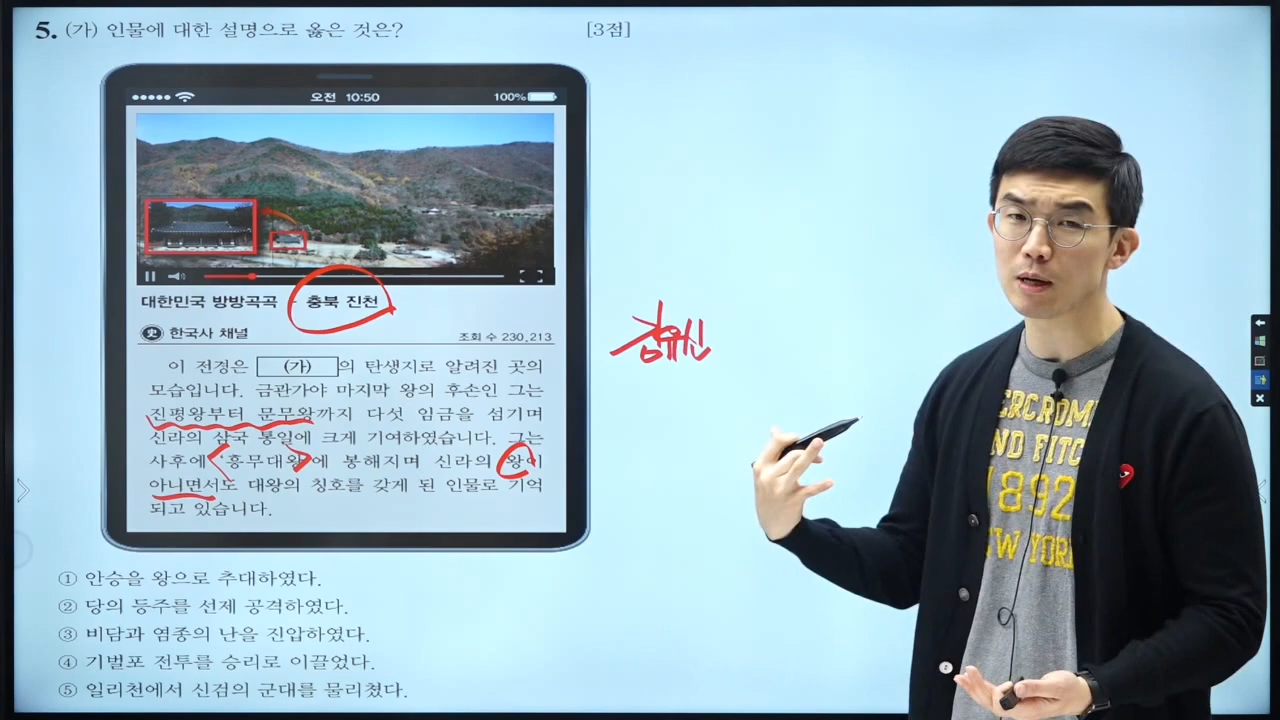 5. (가) 인물에 대한 설명으로 옳은 것은? [3점]
오전 10:50 100%
대한민국 방방곡곡 - 충북 진천
史 한국사 채널 조회 수 230,213
이 전경은 (가) 의 탄생지로 알려진 곳의
모습입니다. 금관가야 마지막 왕의 후손인 그는
진평왕부터 문무왕까지 다섯 임금을 섬기며
신라의 삼국 통일에 크게 기여하였습니다. 그는
사후에 '흥무대왕'에 봉해지며 신라의 왕이
아니면서도 대왕의 칭호를 갖게 된 인물로 기억
되고 있습니다.
김유신
① 안승을 왕으로 추대하였다.
② 당의 등주를 선제 공격하였다.
③ 비담과 염종의 난을 진압하였다.
④ 기벌포 전투를 승리로 이끌었다.
⑤ 일리천에서 신검의 군대를 물리쳤다.
ERCROM
ND FITC
1892
EW YORK